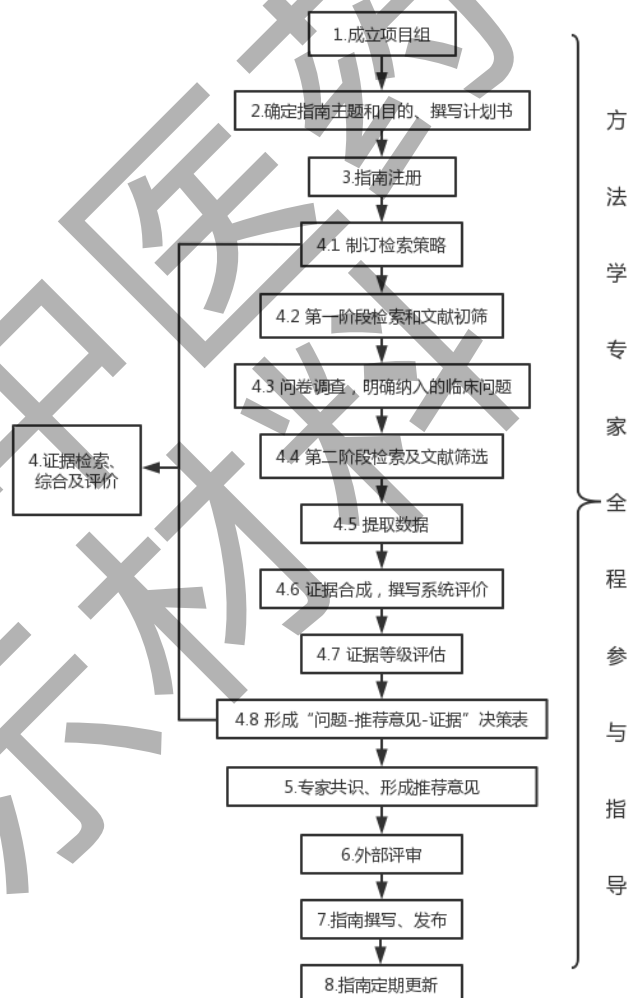 1.成立项目组
2.确定指南主题和目的、撰写计划书
3.指南注册
4.1 制订检索策略
4.2 第一阶段检索和文献初筛
4.3 问卷调查，明确纳入的临床问题
4.4 第二阶段检索及文献筛选
4.证据检索、
综合及评价
4.5 提取数据
4.6 证据合成，撰写系统评价
4.7 证据等级评估
4.8 形成“问题-推荐意见-证据”决策表
5.专家共识、形成推荐意见
6.外部评审
7.指南撰写、发布
8.指南定期更新
方
法
学
专
家
全
程
参
与
指
导
中医药
示材料